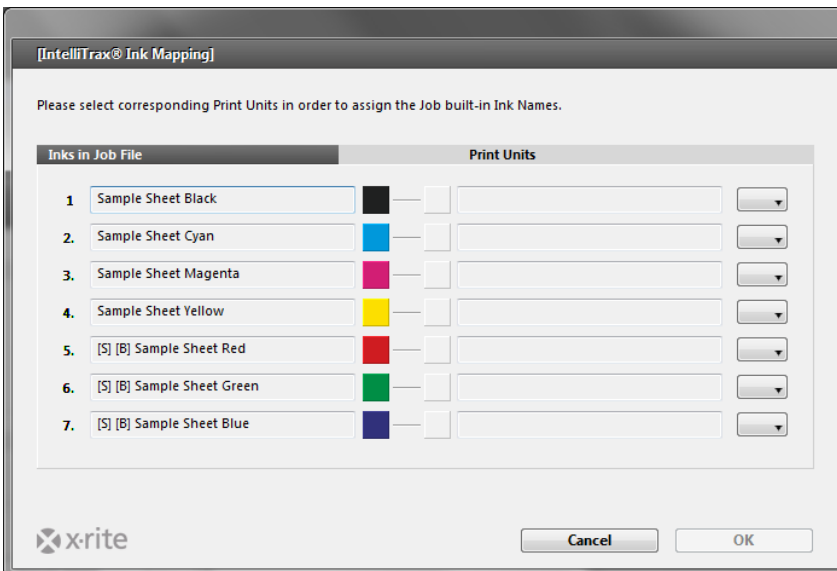 [IntelliTrax® Ink Mapping]
Please select corresponding Print Units in order to assign the Job built-in Ink Names.
Inks in Job File Print Units
1 Sample Sheet Black
2. Sample Sheet Cyan
3. Sample Sheet Magenta
4. Sample Sheet Yellow
5. [S] [B] Sample Sheet Red
6. [S] [B] Sample Sheet Green
7. [S] [B] Sample Sheet Blue
x·rite Cancel OK